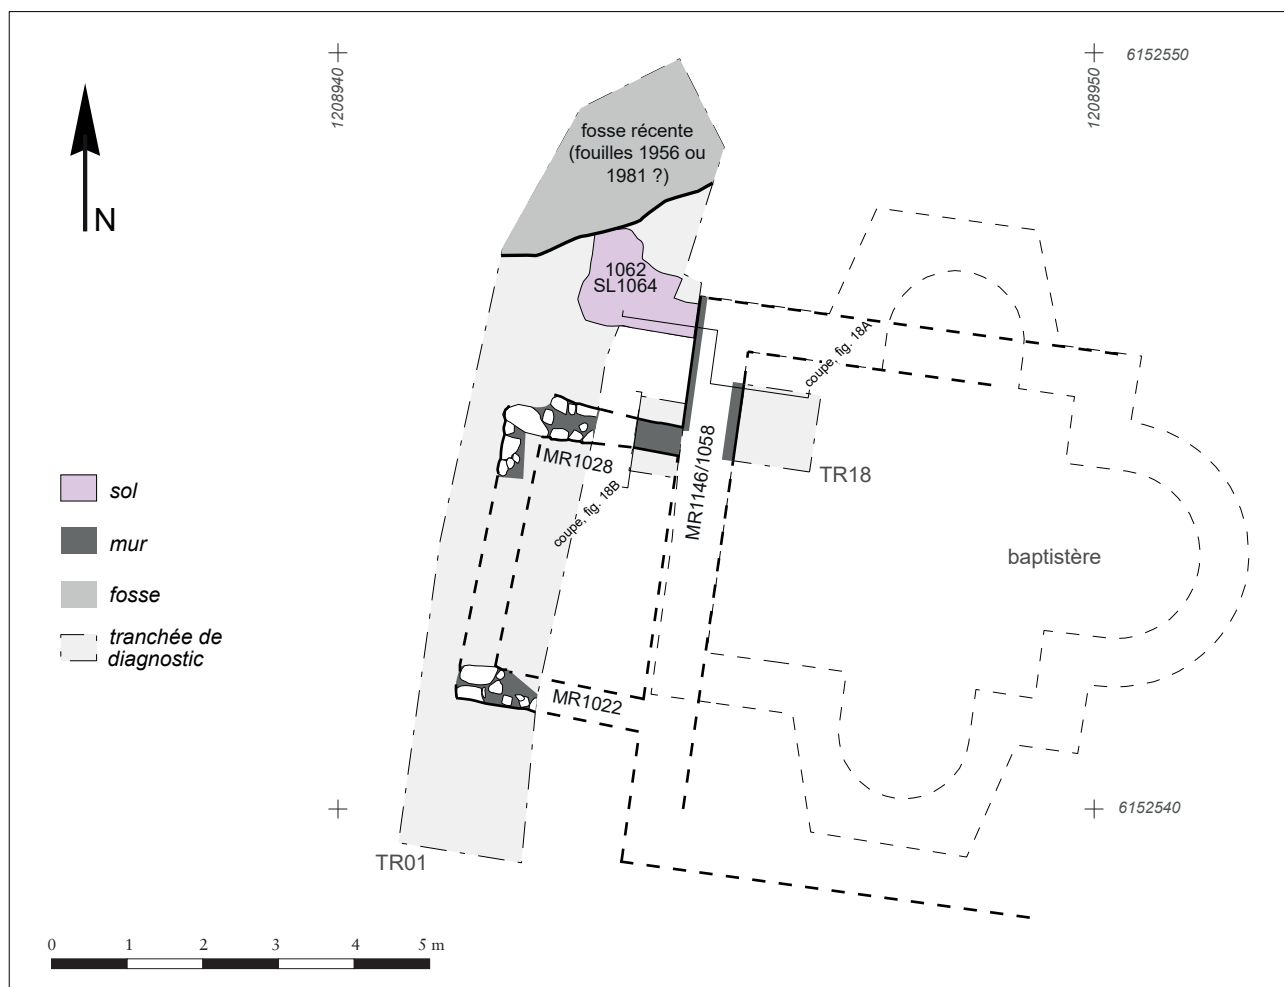 1208940
1208950
6152550
fosse récente
(fouilles 1956 ou
1981 ?)
N
1062
SL1064
coupe, fig. 18A
MR1028
MR1146/1058
TR18
coupe, fig. 18B
sol
mur
fosse
tranchée de
diagnostic
baptistère
MR1022
6152540
TR01
0 1 2 3 4 5 m